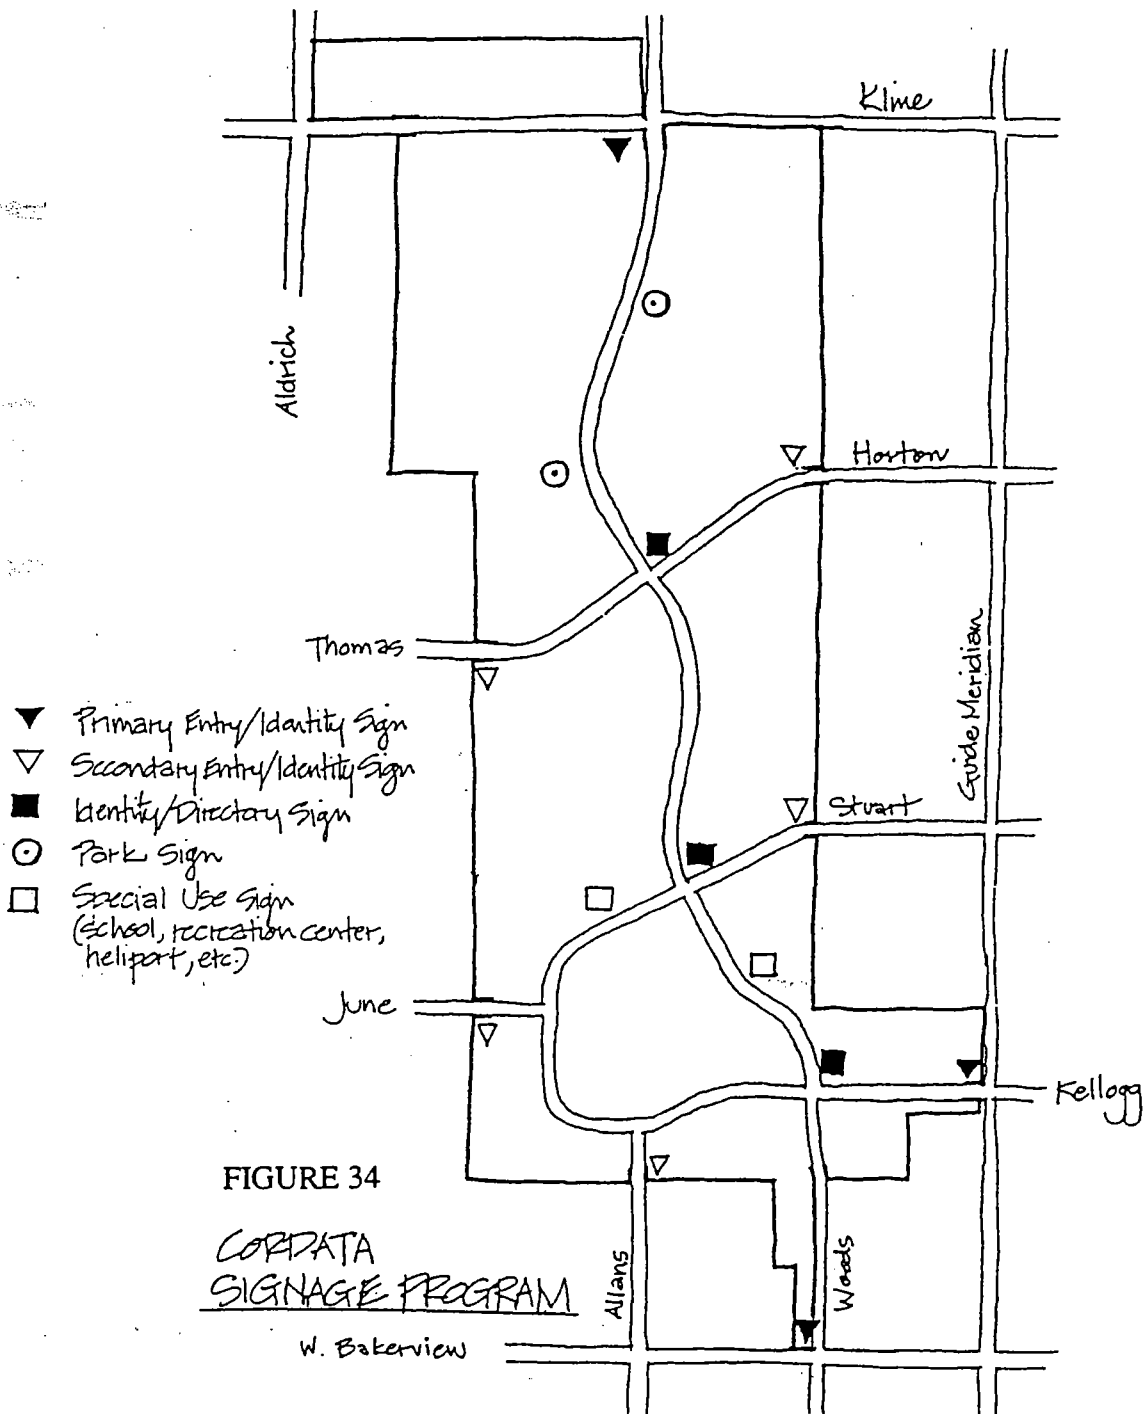 Kline
Aldrich
Horton
Thomas
Guide Meridian
Primary Entry/Identity Sign
Secondary Entry/Identity Sign
Identity/Directory Sign
Stuart
Park Sign
Special Use Sign
(school, recreation center,
heliport, etc.)
June
Kellogg
FIGURE 34
CORDATA
SIGNAGE PROGRAM
Allans
Woods
W. Bakerview